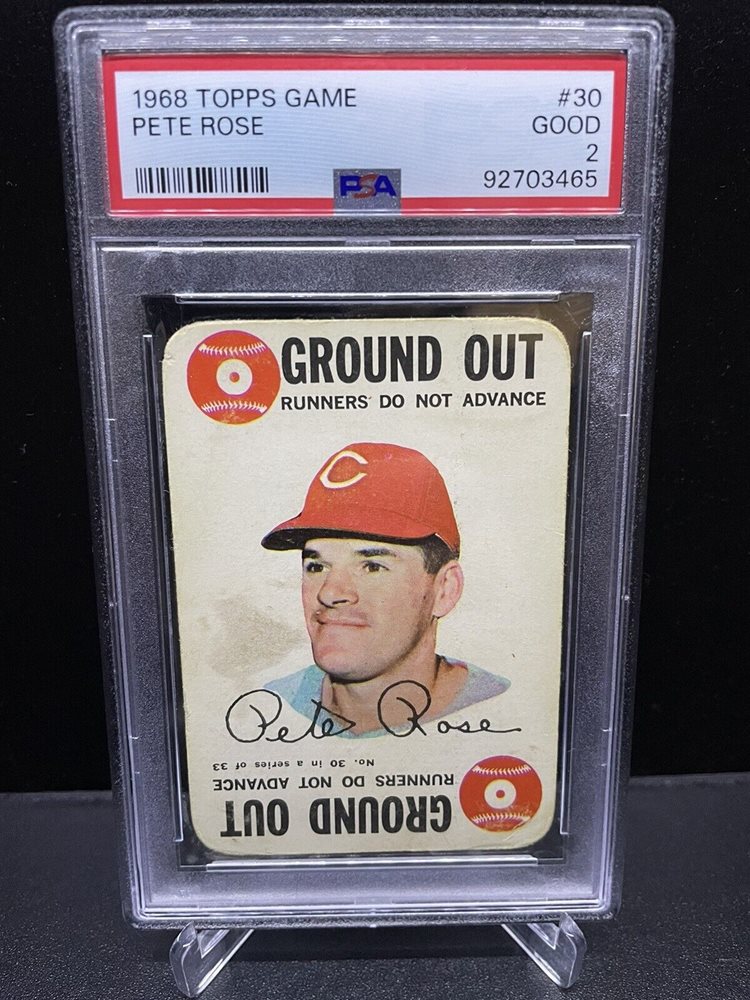 1968 TOPPS GAME #30
PETE ROSE GOOD
2
PSA 92703465
GROUND OUT
RUNNERS DO NOT ADVANCE
C
Pete Rose
No. 30 in a series of 33
RUNNERS DO NOT ADVANCE
GROUND OUT